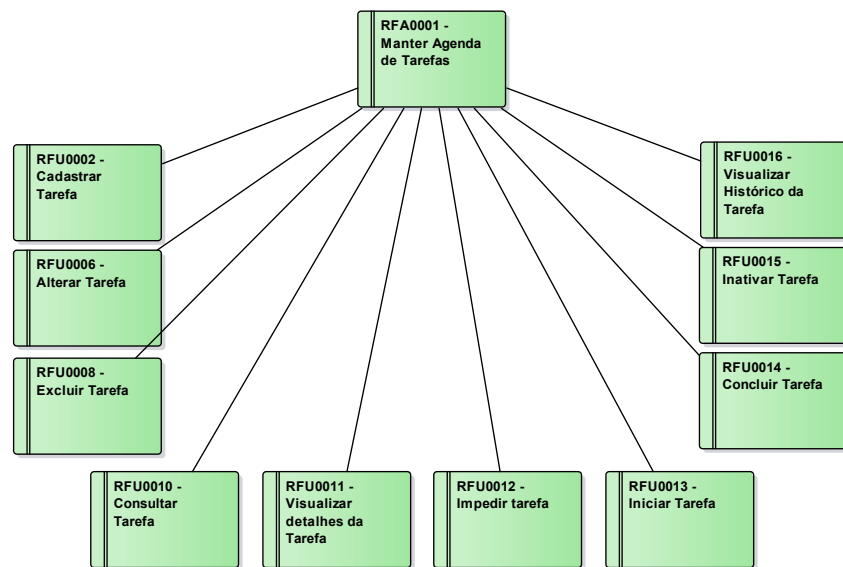 RFA0001 -
Manter Agenda
de Tarefas
RFU0002 -
Cadastrar
Tarefa
RFU0016 -
Visualizar
Histórico da
Tarefa
RFU0006 -
Alterar Tarefa
RFU0015 -
Inativar Tarefa
RFU0008 -
Excluir Tarefa
RFU0014 -
Concluir Tarefa
RFU0010 -
Consultar
Tarefa
RFU0011 -
Visualizar
detalhes da
Tarefa
RFU0012 -
Impedir tarefa
RFU0013 -
Iniciar Tarefa